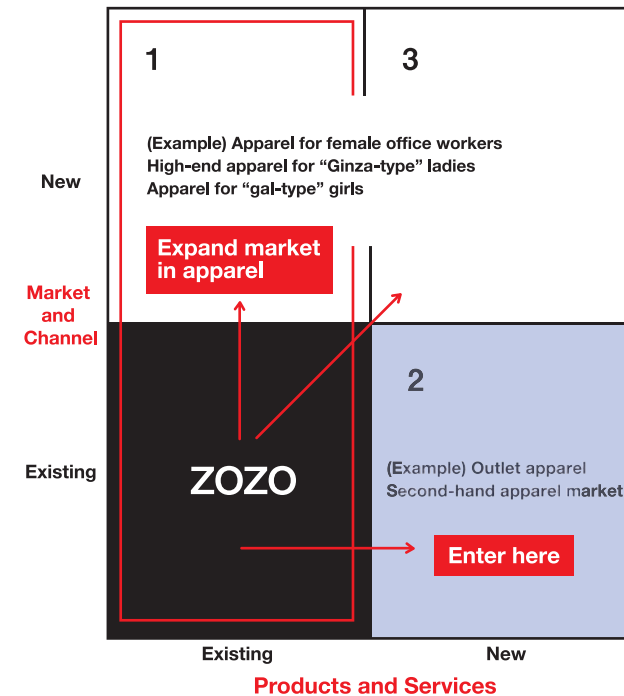 1
3
(Example) Apparel for female office workers
High-end apparel for “Ginza-type” ladies
Apparel for “gal-type” girls
New
Expand market
in apparel
Market
and
Channel
2
Existing
ZOZO
(Example) Outlet apparel
Second-hand apparel market
Enter here
Existing
New
Products and Services